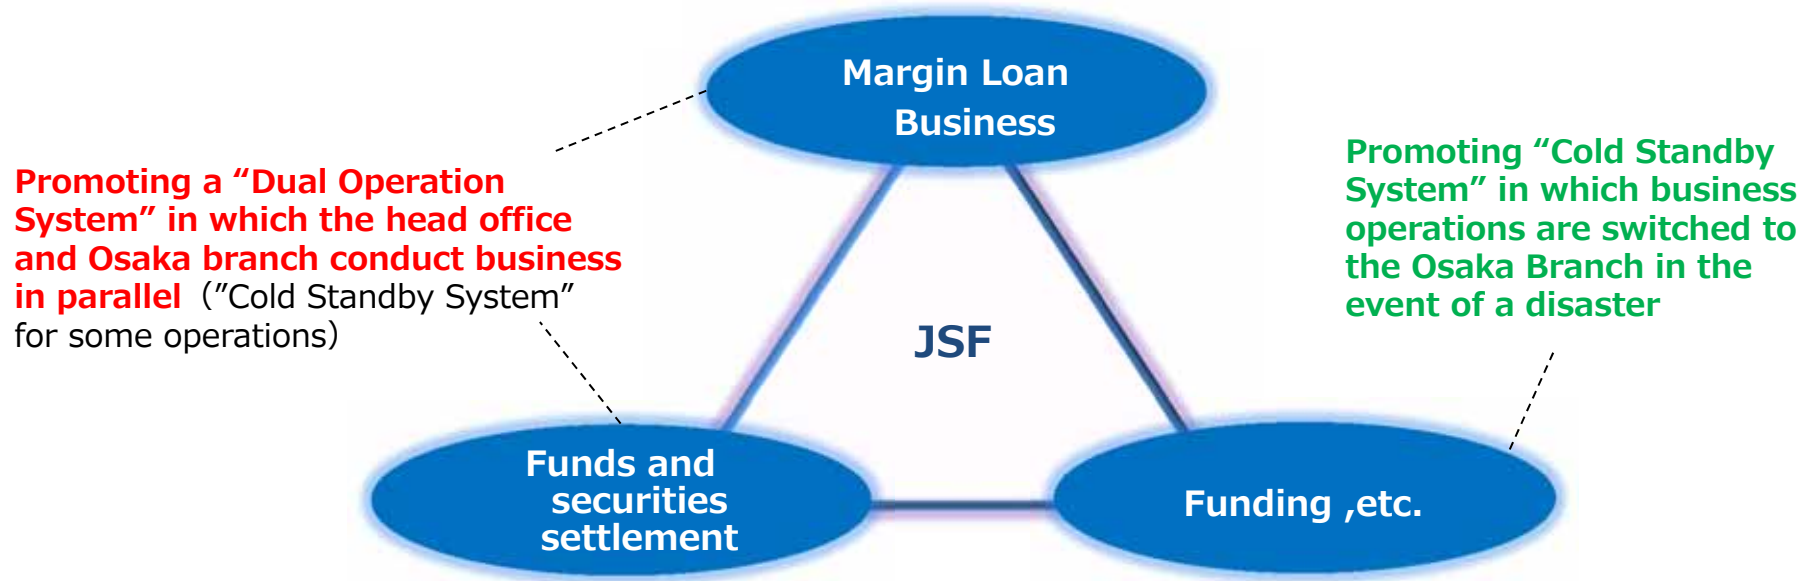 Margin Loan
Business
Promoting a “Dual Operation
System” in which the head office
and Osaka branch conduct business
in parallel（”Cold Standby System”
for some operations）
Promoting “Cold Standby
System” in which business
operations are switched to
the Osaka Branch in the
event of a disaster
JSF
Funds and
securities
settlement
Funding ,etc.